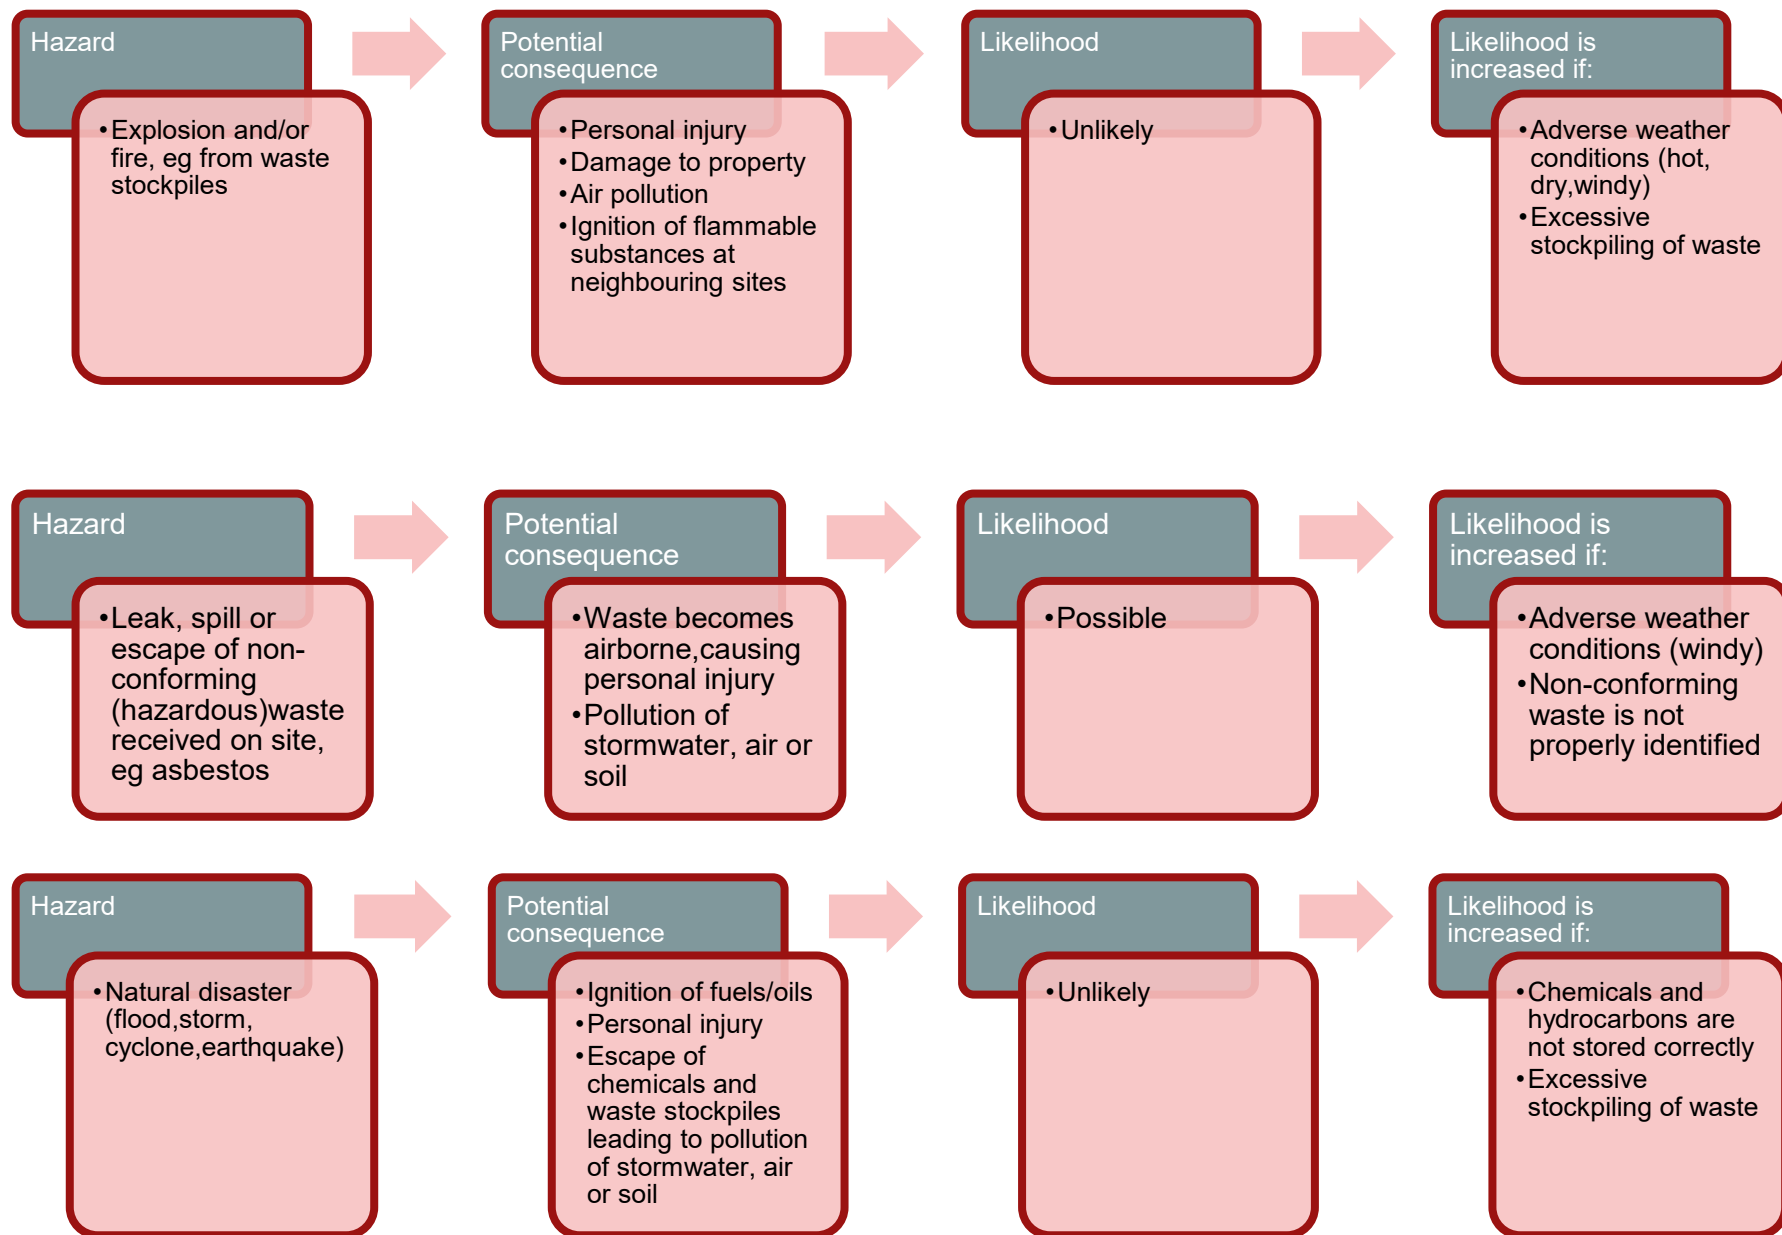 Hazard
•Explosion and/or
fire, eg from waste
stockpiles
Potential
consequence
•Personal injury
•Damage to property
•Air pollution
•Ignition of flammable
substances at
neighbouring sites
Likelihood
•Unlikely
Likelihood is
increased if:
•Adverse weather
conditions (hot,
dry,windy)
•Excessive
stockpiling of waste
Hazard
•Leak, spill or
escape of non-
conforming
(hazardous)waste
received on site,
eg asbestos
Potential
consequence
•Waste becomes
airborne,causing
personal injury
•Pollution of
stormwater, air or
soil
Likelihood
•Possible
Likelihood is
increased if:
•Adverse weather
conditions (windy)
•Non-conforming
waste is not
properly identified
Hazard
•Natural disaster
(flood,storm,
cyclone,earthquake)
Potential
consequence
•Ignition of fuels/oils
•Personal injury
•Escape of
chemicals and
waste stockpiles
leading to pollution
of stormwater, air
or soil
Likelihood
•Unlikely
Likelihood is
increased if:
•Chemicals and
hydrocarbons are
not stored correctly
•Excessive
stockpiling of waste